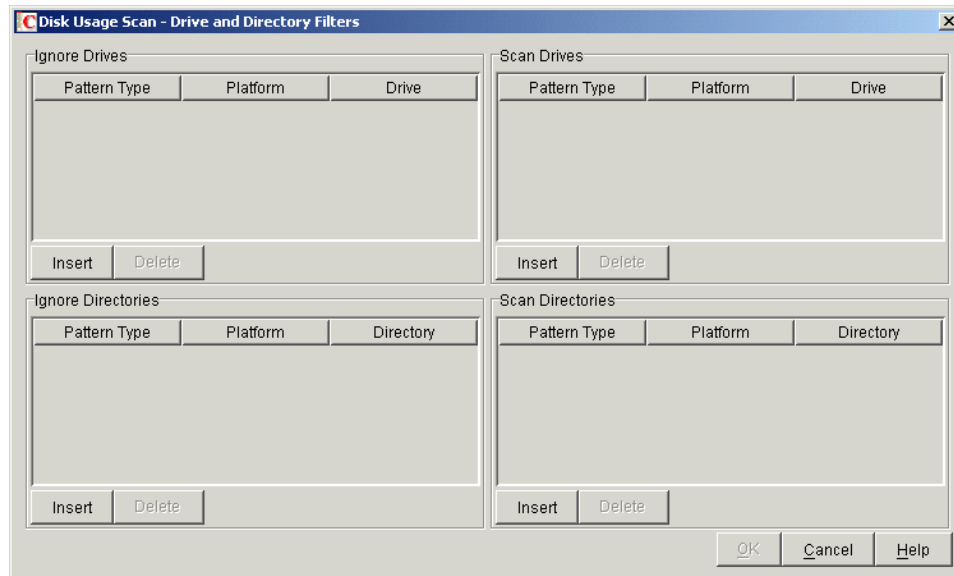 Disk Usage Scan - Drive and Directory Filters
Ignore Drives
Pattern Type Platform Drive
Insert Delete
Scan Drives
Pattern Type Platform Drive
Insert Delete
Ignore Directories
Pattern Type Platform Directory
Insert Delete
Scan Directories
Pattern Type Platform Directory
Insert Delete
OK Cancel Help